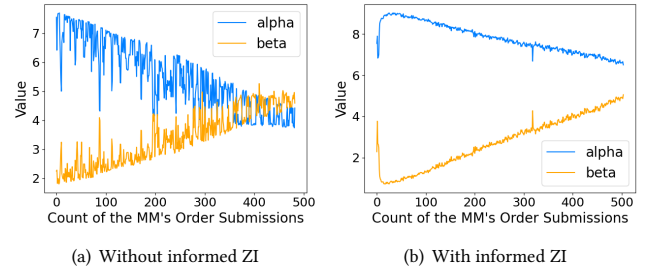 alpha
beta
7
6
5
4
3
2
Value
0 100 200 300 400 500
Count of the MM's Order Submissions
(a) Without informed ZI
8
6
4
2
Value
alpha
beta
0 100 200 300 400 500
Count of the MM's Order Submissions
(b) With informed ZI